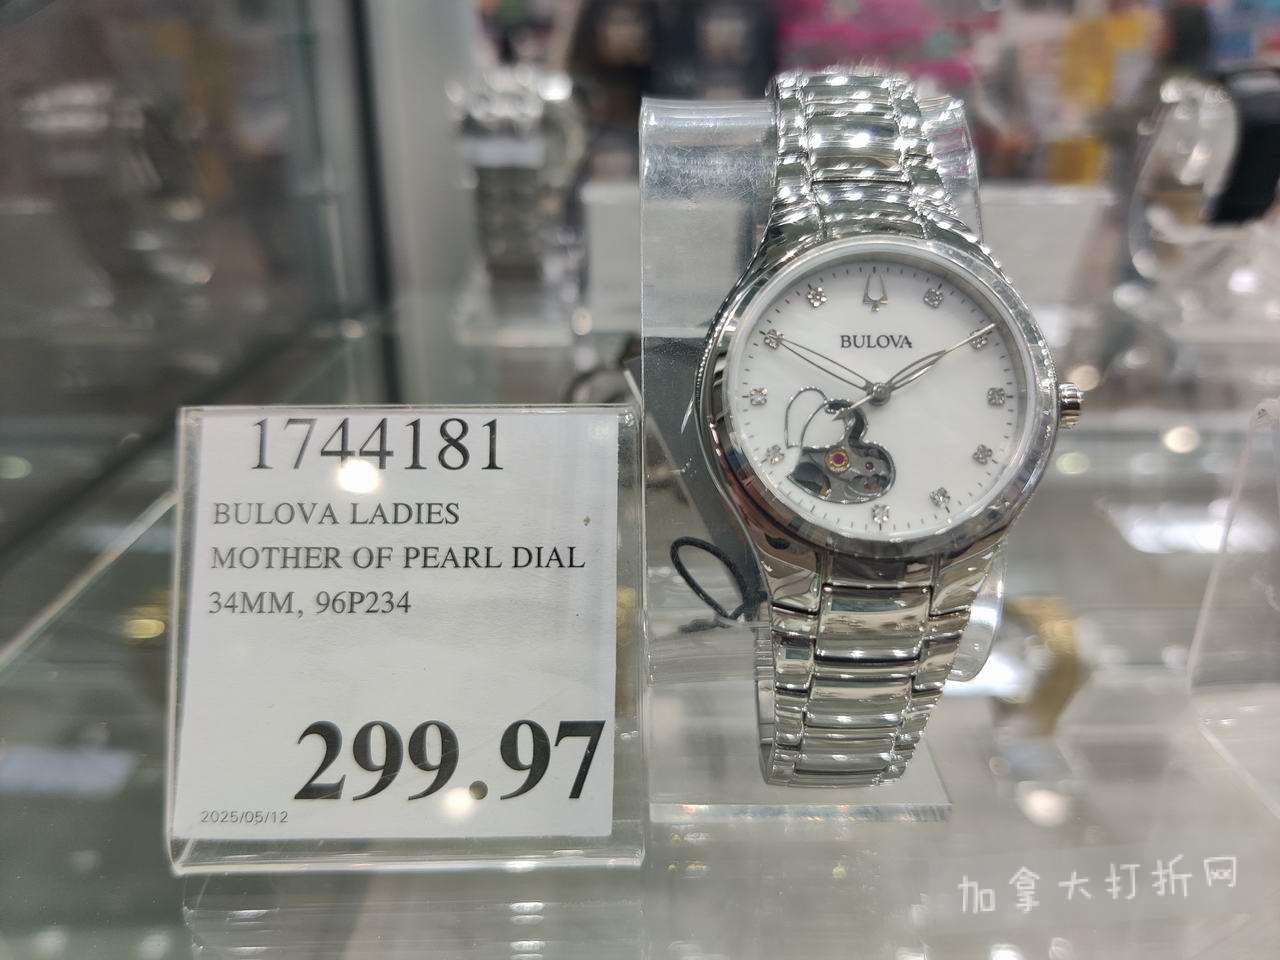 1744181
BULOVA LADIES
MOTHER OF PEARL DIAL
34MM, 96P234
299.97
2025/05/12
BULOVA
加拿大打折网